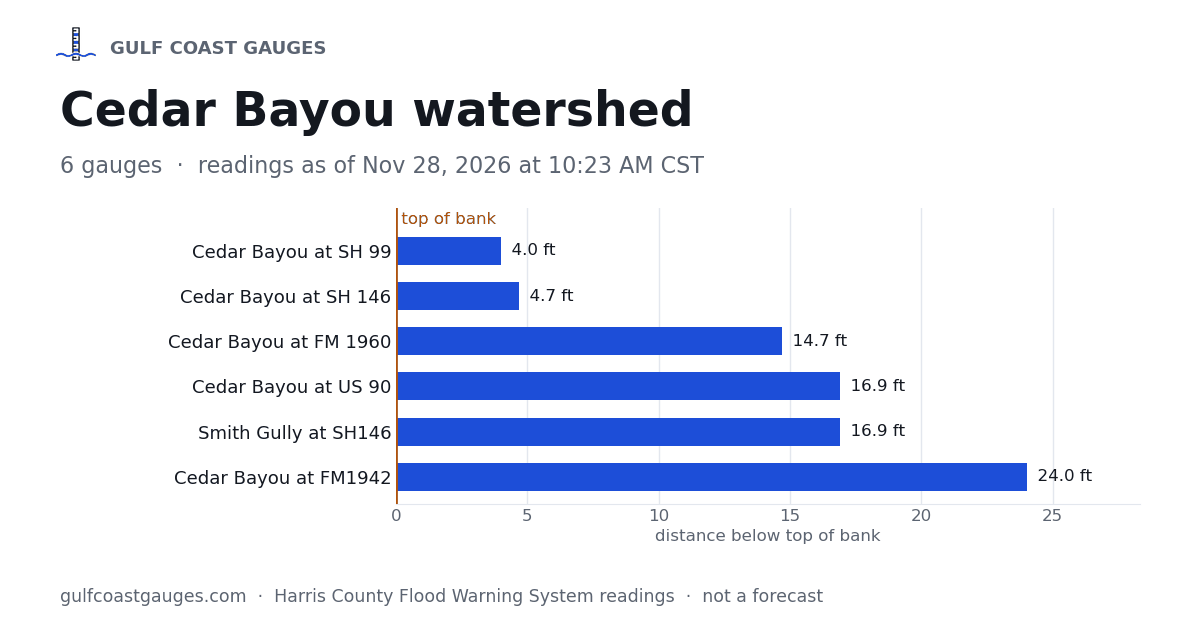 GULF COAST GAUGES
Cedar Bayou watershed
6 gauges · readings as of Nov 28, 2026 at 10:23 AM CST
top of bank
Cedar Bayou at SH 99 4.0 ft
Cedar Bayou at SH 146 4.7 ft
Cedar Bayou at FM 1960 14.7 ft
Cedar Bayou at US 90 16.9 ft
Smith Gully at SH146 16.9 ft
Cedar Bayou at FM1942 24.0 ft
0 5 10 15 20 25
distance below top of bank
gulfcoastgauges.com · Harris County Flood Warning System readings · not a forecast